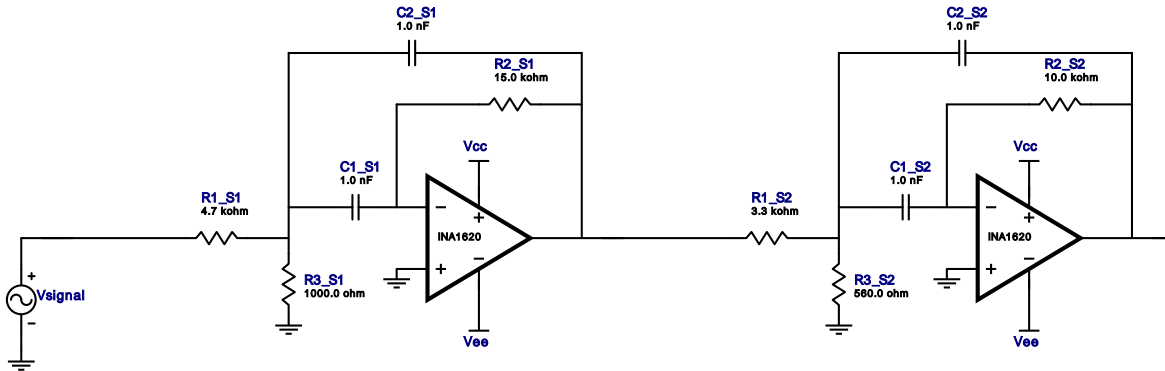 C2_S1
1.0 nF
R2_S1
15.0 kohm
Vcc
C1_S1
1.0 nF
R1_S1
4.7 kohm
−
+
INA1620
+
−
R3_S1
1000.0 ohm
Vee
+
Vsignal
−
C2_S2
1.0 nF
R2_S2
10.0 kohm
Vcc
C1_S2
1.0 nF
R1_S2
3.3 kohm
−
+
INA1620
+
−
R3_S2
560.0 ohm
Vee